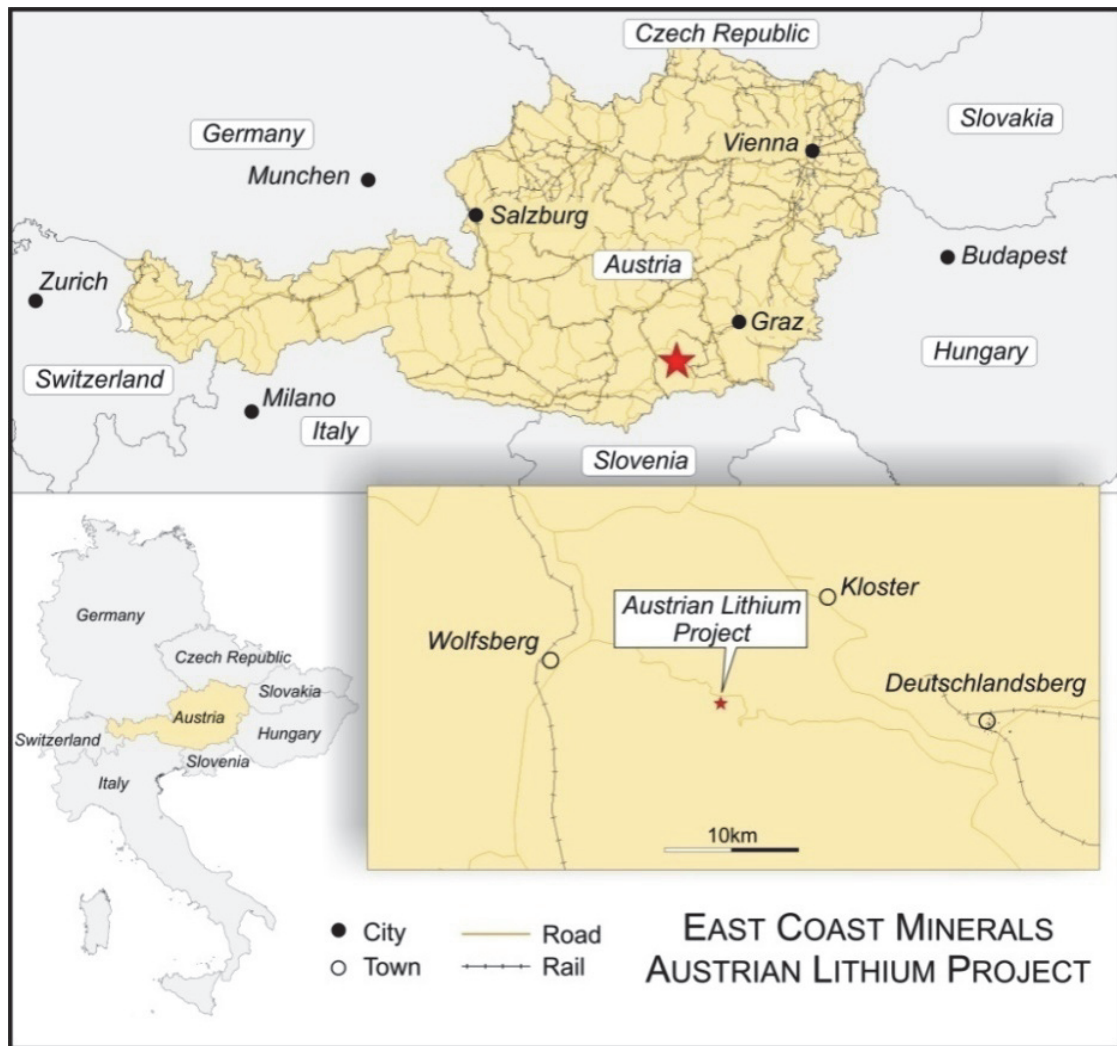 Czech Republic
Slovakia
Germany
Vienna
Munchen
Salzburg
Austria
Budapest
Zurich
Graz
Hungary
Switzerland
Milano
Italy
Slovenia
Germany
Czech Republic
Slovakia
Austria
Switzerland
Hungary
Slovenia
Italy
Kloster
Austrian Lithium
Project
Wolfsberg
Deutschlandsberg
10km
City
Road
Town
Rail
EAST COAST MINERALS
AUSTRIAN LITHIUM PROJECT